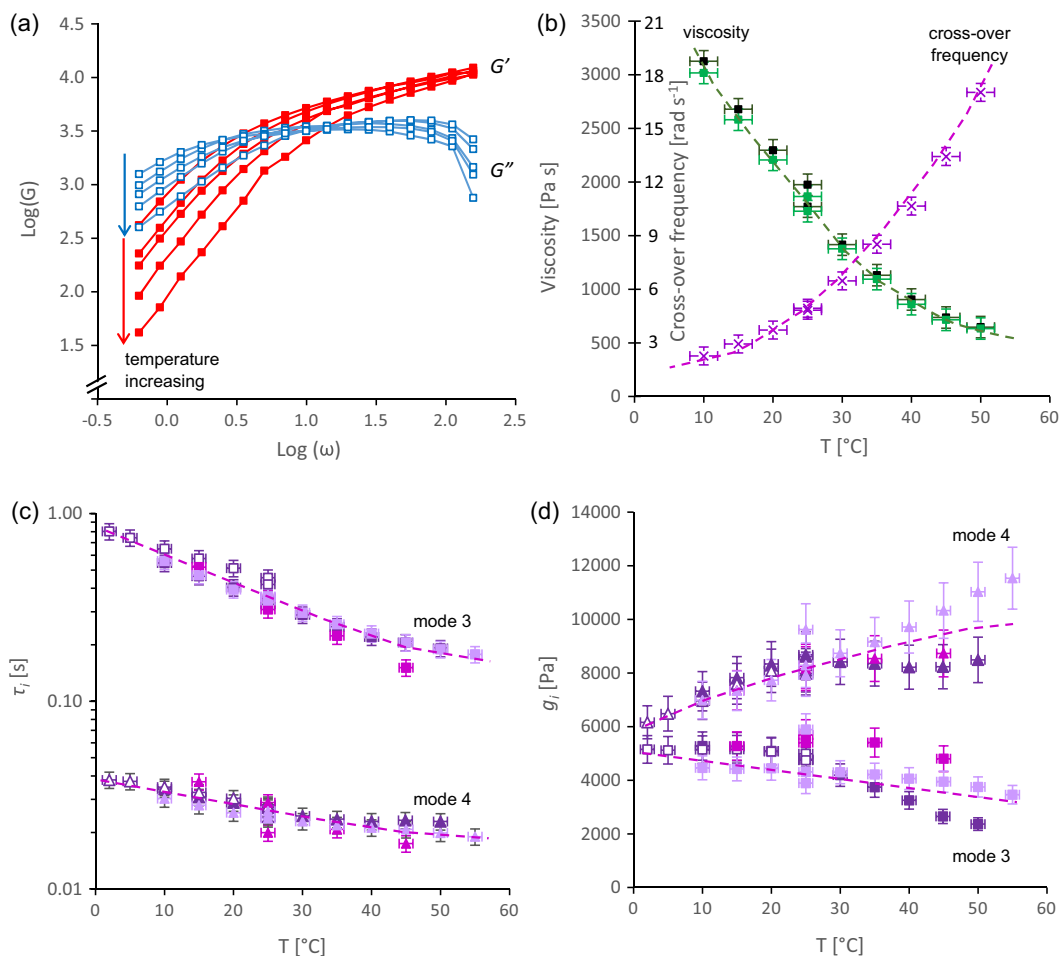 (a)
4.5
4.0
3.5
3.0
2.5
2.0
1.5
Log(G)
G’
G’’
temperature
increasing
-0.5
0.0
0.5
1.0
1.5
2.0
2.5
Log (ω)
(b)
3500
3000
2500
2000
1500
1000
500
0
Viscosity [Pa s]
21
18
15
12
9
6
3
Cross-over frequency [rad s⁻¹]
viscosity
cross-over
frequency
0
10
20
30
40
50
60
T [°C]
(c)
1.00
0.10
0.01
τi [s]
mode 3
mode 4
0
10
20
30
40
50
60
T [°C]
(d)
14000
12000
10000
8000
6000
4000
2000
0
gi [Pa]
mode 4
mode 3
0
10
20
30
40
50
60
T [°C]